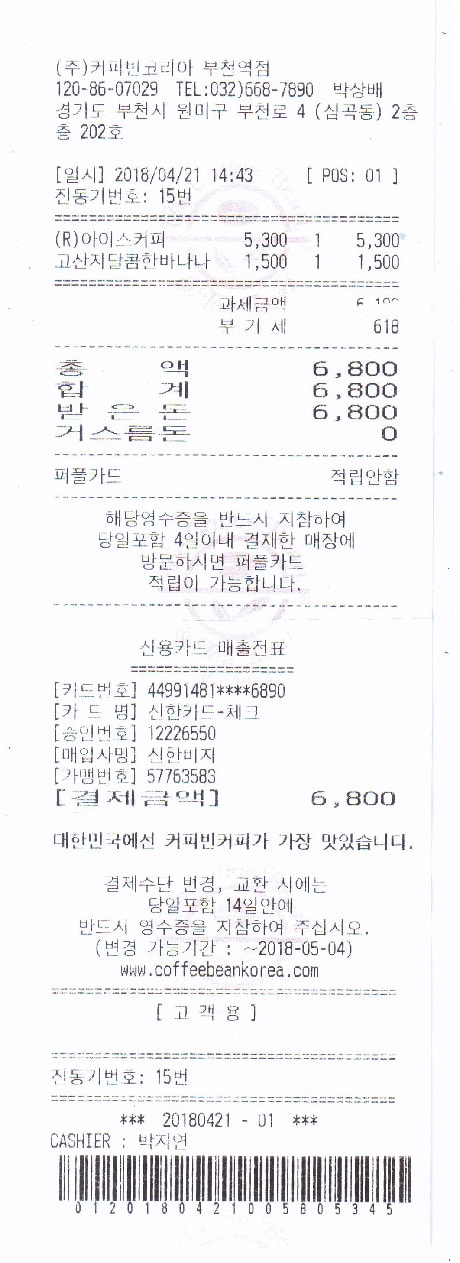 (주)커피빈코리아 부천역점
120-86-07029 TEL:032)668-7890 박상배
경기도 부천시 원미구 부천로 4 (심곡동) 2층
층 202호
[일시] 2018/04/21 14:43 [ POS: 01 ]
진동기번호: 15번
(R)아이스커피 5,300 1 5,300
고산지달콤한바나나 1,500 1 1,500
과세금액
부 가 세 618
총 액 6,800
합 계 6,800
받 은 돈 6,800
거스름돈 0
퍼플카드 적립안함
해당영수증을 반드시 지참하여
당일포함 4일이내 결재한 매장에
방문하시면 퍼플카드
적립이 가능합니다.
신용카드 매출전표
[카드번호] 44991481****6890
[카 드 명] 신한카드-체크
[승인번호] 12226550
[매입사명] 신한비자
[가맹번호] 57763583
[결제금액] 6,800
대한민국에선 커피빈커피가 가장 맛있습니다.
결제수단 변경, 교환 시에는
당일포함 14일안에
반드시 영수증을 지참하여 주십시오.
(변경 가능기간 : ~2018-05-04)
www.coffeebeankorea.com
[ 고 객 용 ]
진동기번호: 15번
*** 20180421 - 01 ***
CASHIER : 박지연
01201804210058053​45